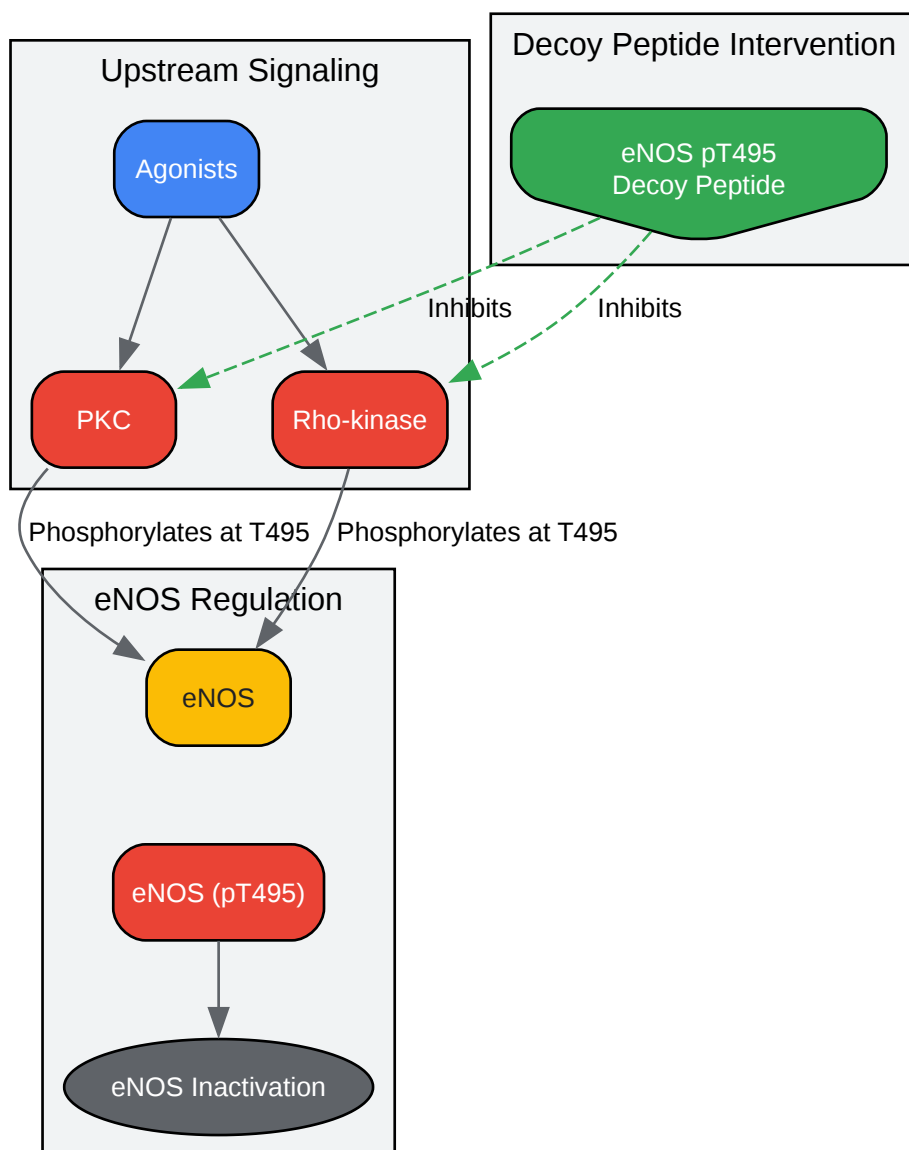 Decoy Peptide Intervention
Upstream Signaling
eNOS pT495
Decoy Peptide
Agonists
Inhibits
Inhibits
PKC
Rho-kinase
Phosphorylates at T495
Phosphorylates at T495
eNOS Regulation
eNOS
eNOS (pT495)
eNOS Inactivation